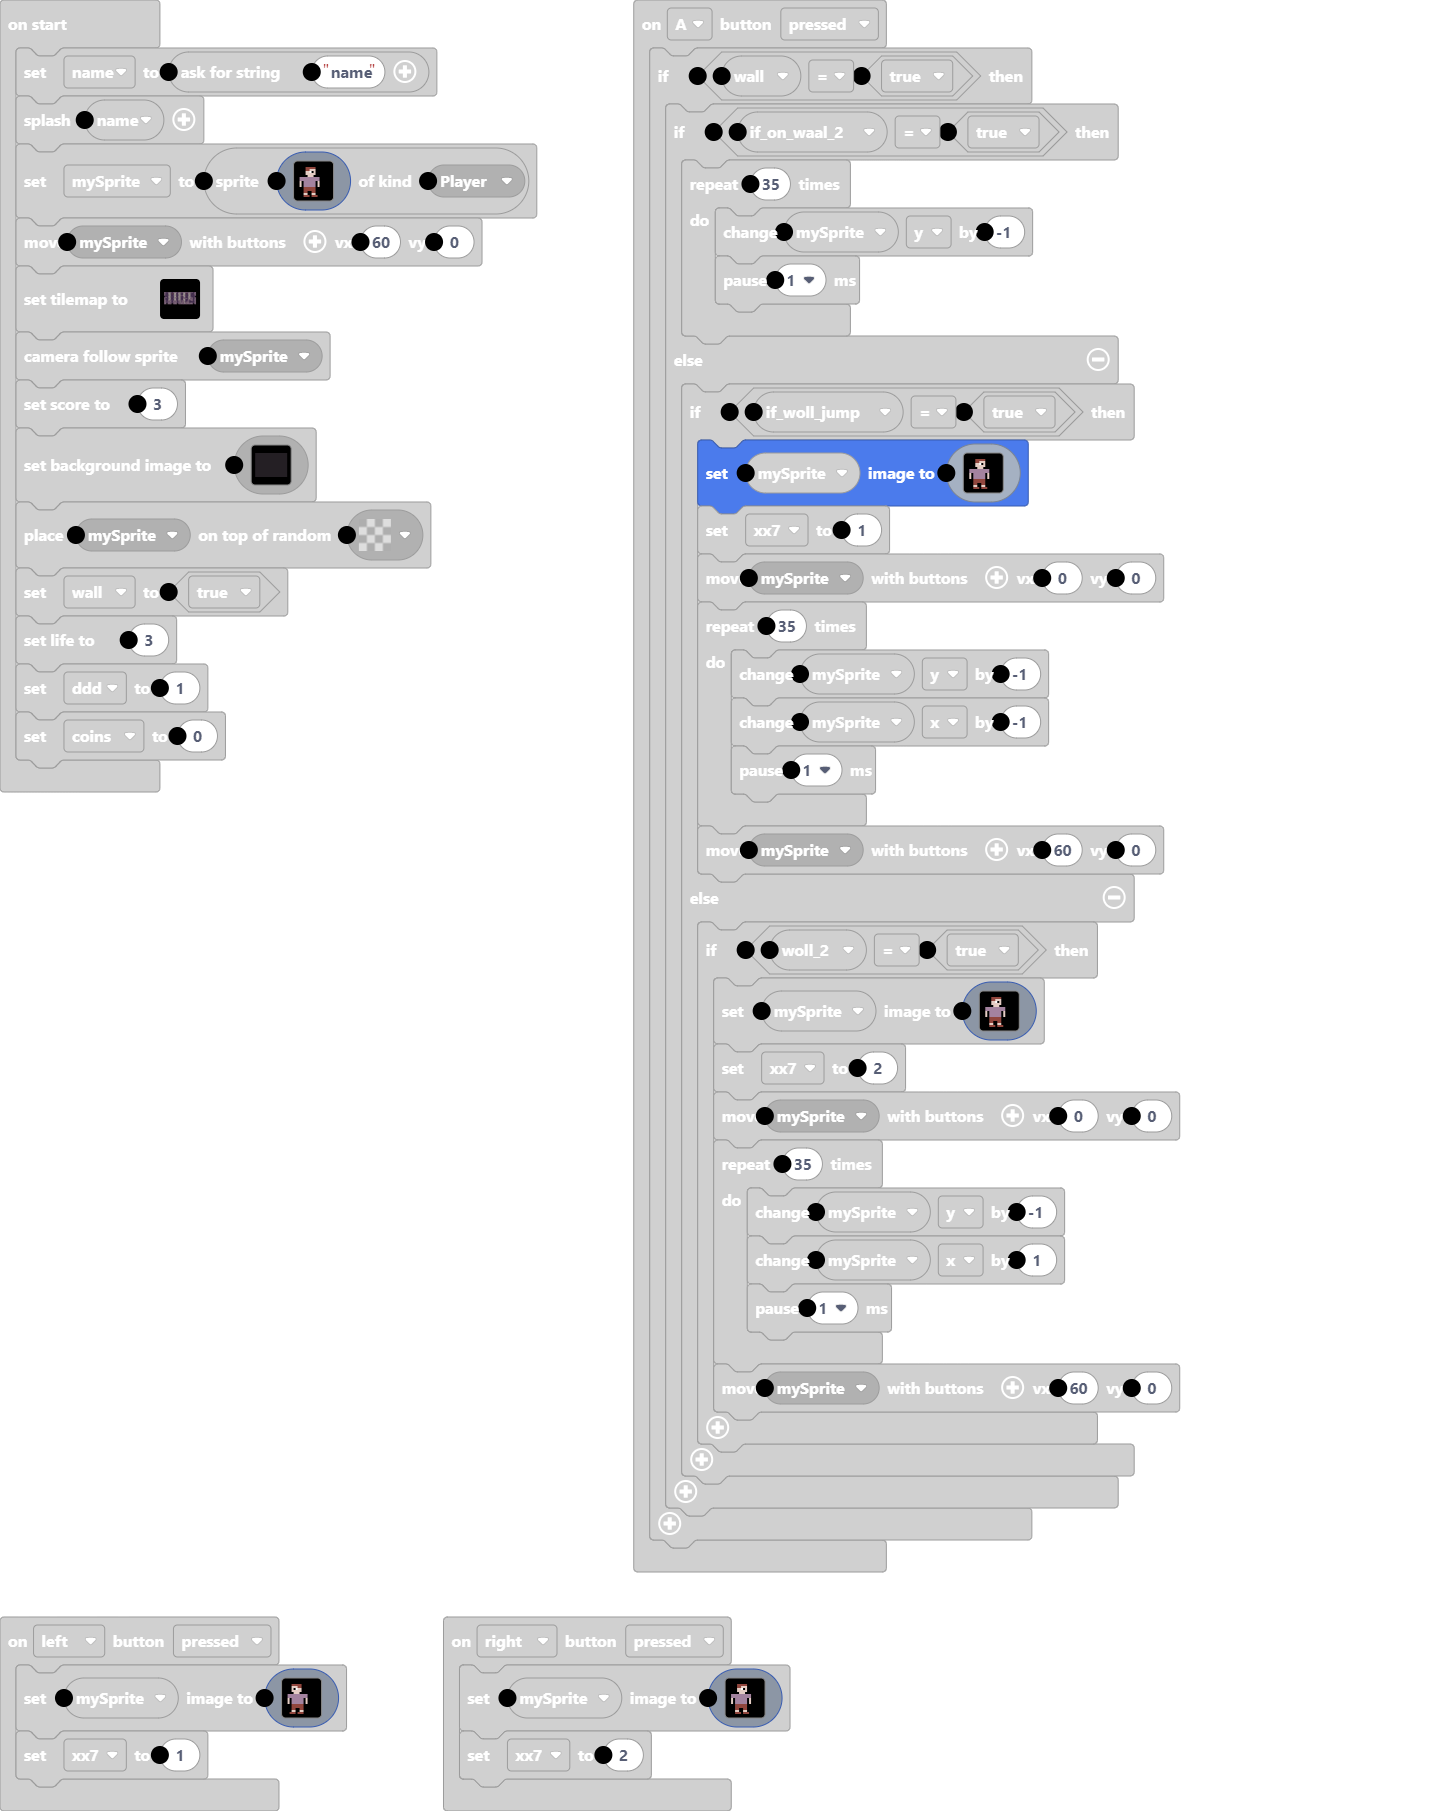 on start
set name to ask for string "name"
splash name
set mySprite to sprite of kind Player
move mySprite with buttons vx 60 vy 0
set tilemap to
camera follow sprite mySprite
set score to 3
set background image to
place mySprite on top of random
set wall to true
set life to 3
set ddd to 1
set coins to 0
on A button pressed
if wall = true then
if if_on_waal_2 = true then
repeat 35 times
do change mySprite y by -1
pause 1 ms
else
if if_woll_jump = true then
set mySprite image to
set xx7 to 1
move mySprite with buttons vx 0 vy 0
repeat 35 times
do change mySprite y by -1
change mySprite x by -1
pause 1 ms
move mySprite with buttons vx 60 vy 0
else
if woll_2 = true then
set mySprite image to
set xx7 to 2
move mySprite with buttons vx 0 vy 0
repeat 35 times
do change mySprite y by -1
change mySprite x by 1
pause 1 ms
move mySprite with buttons vx 60 vy 0
on left button pressed
set mySprite image to
set xx7 to 1
on right button pressed
set mySprite image to
set xx7 to 2